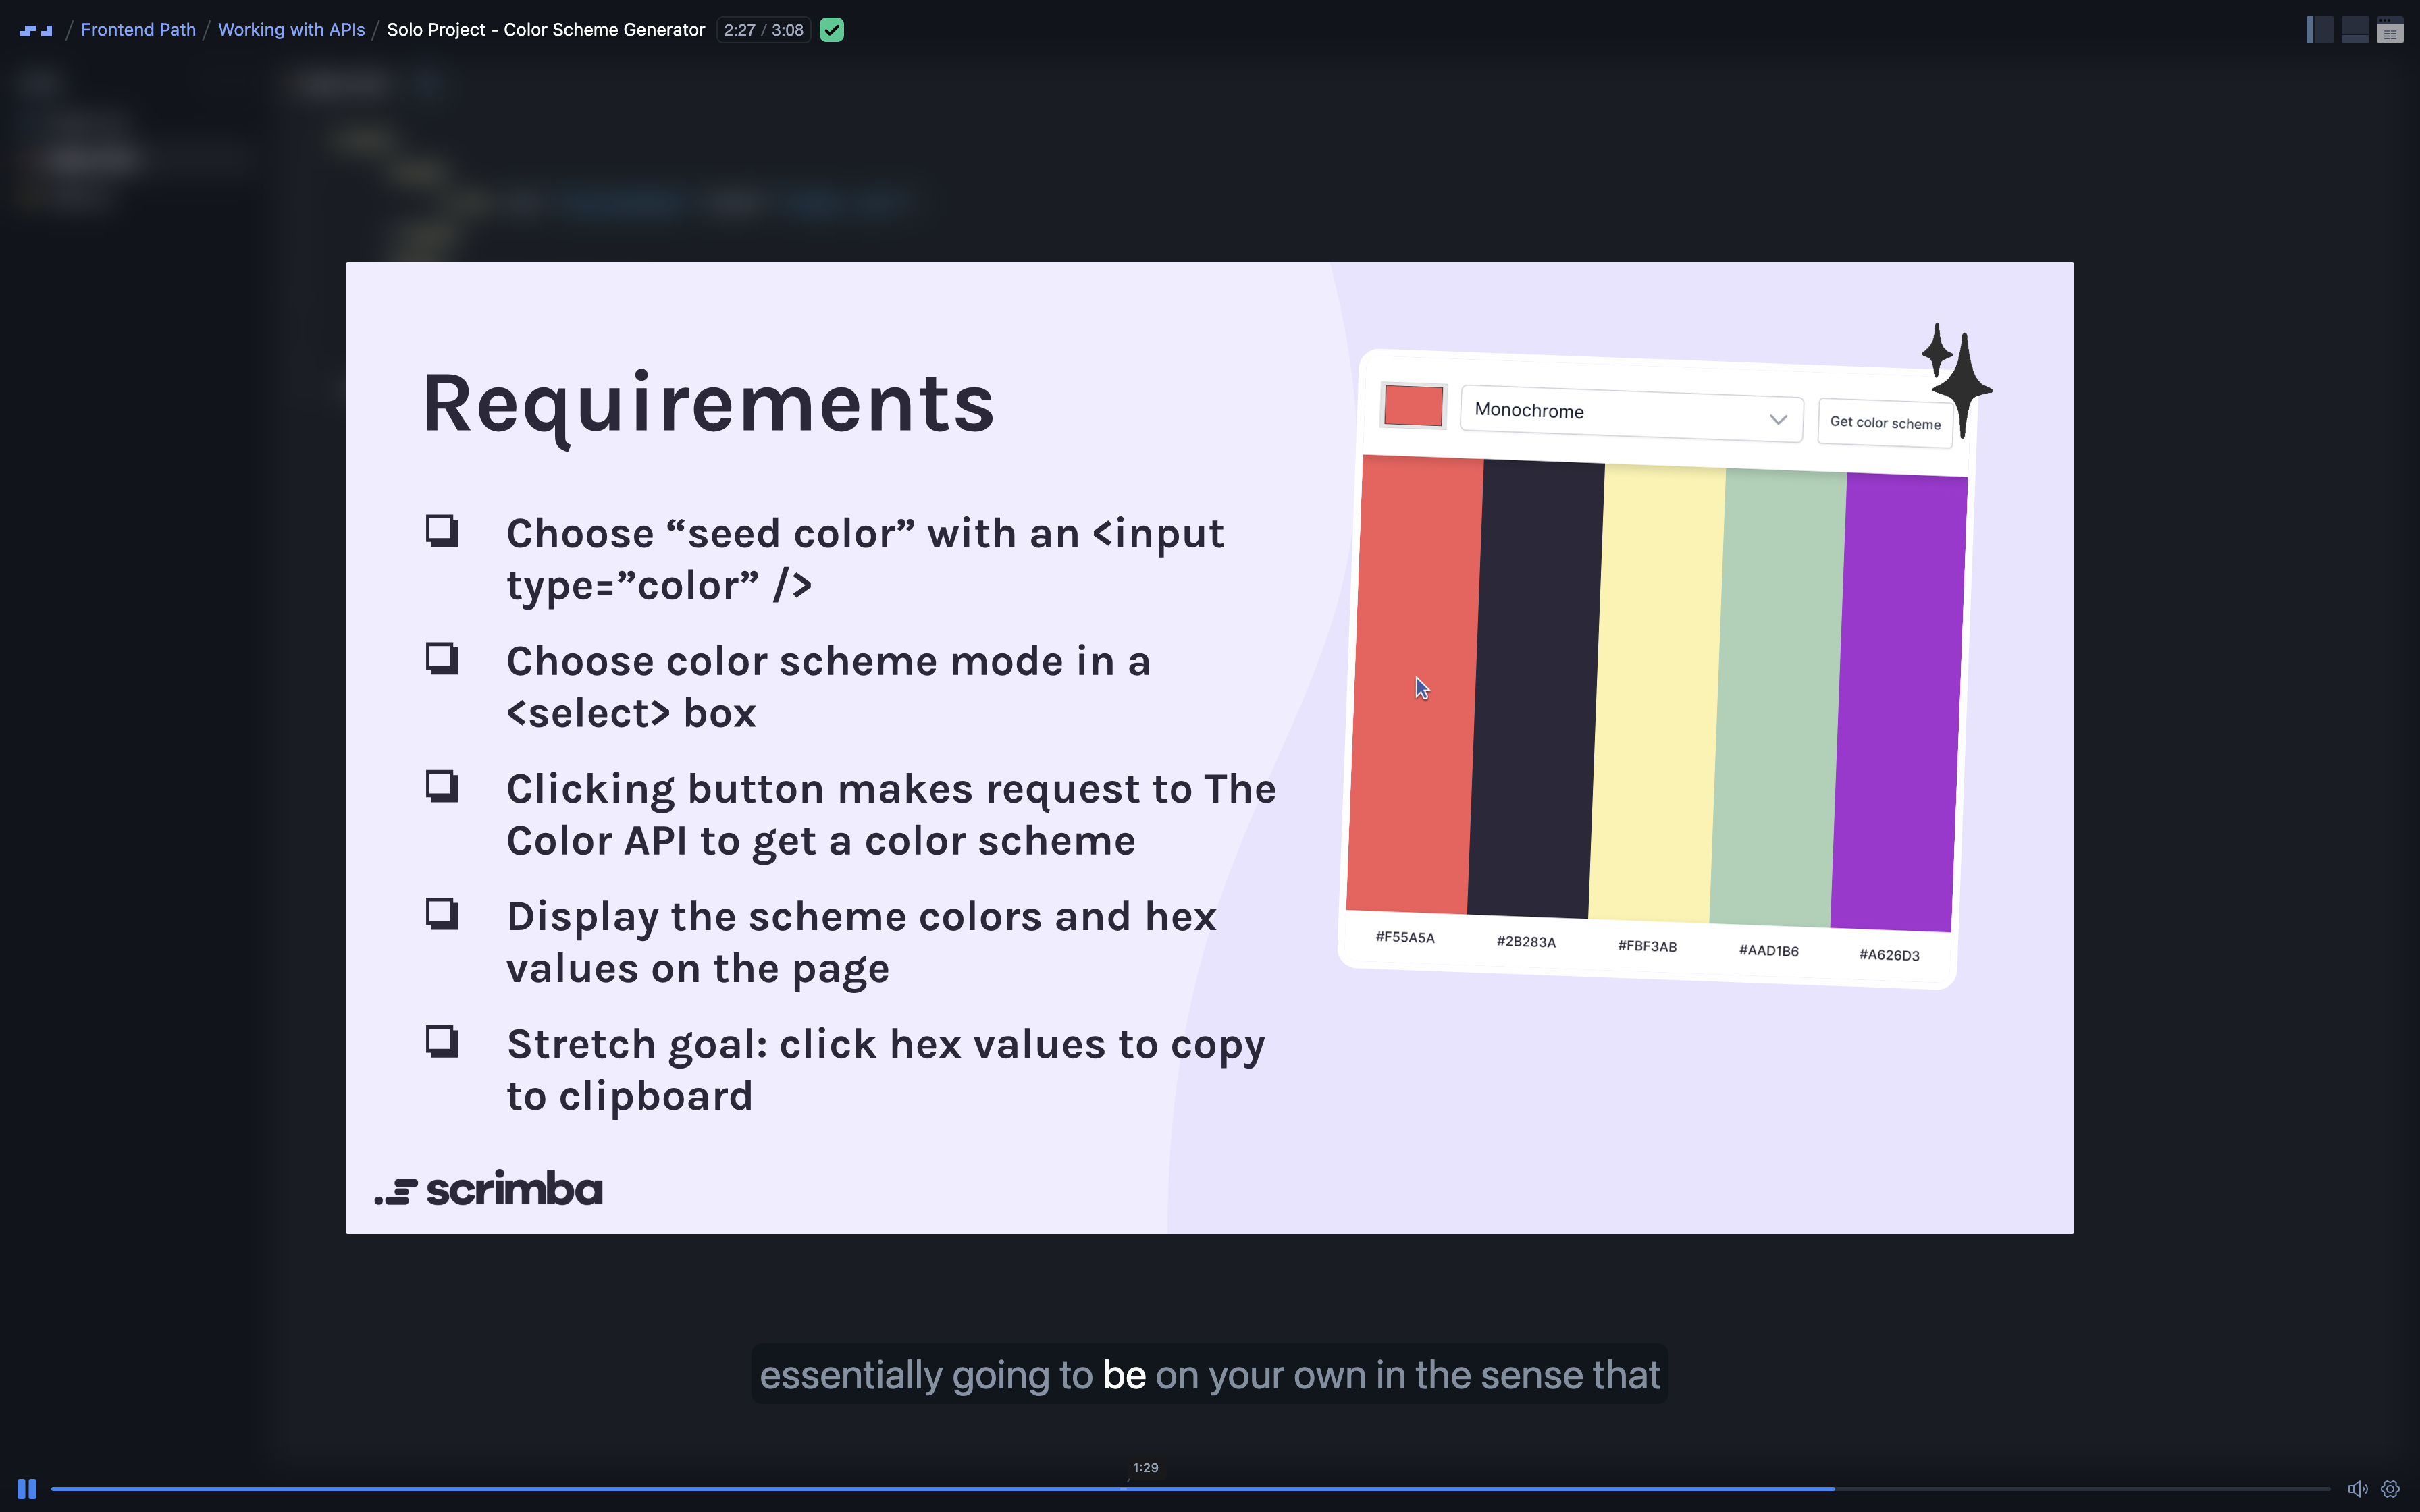 / Frontend Path / Working with APIs / Solo Project - Color Scheme Generator 2:27 / 3:08
Requirements
Choose “seed color” with an <input
type=”color” />
Choose color scheme mode in a
<select> box
Clicking button makes request to The
Color API to get a color scheme
Display the scheme colors and hex
values on the page
Stretch goal: click hex values to copy
to clipboard
scrimba
Monochrome
Get color scheme
#F55A5A #2B283A #FBF3AB #AAD1B6 #A626D3
essentially going to be on your own in the sense that
1:29